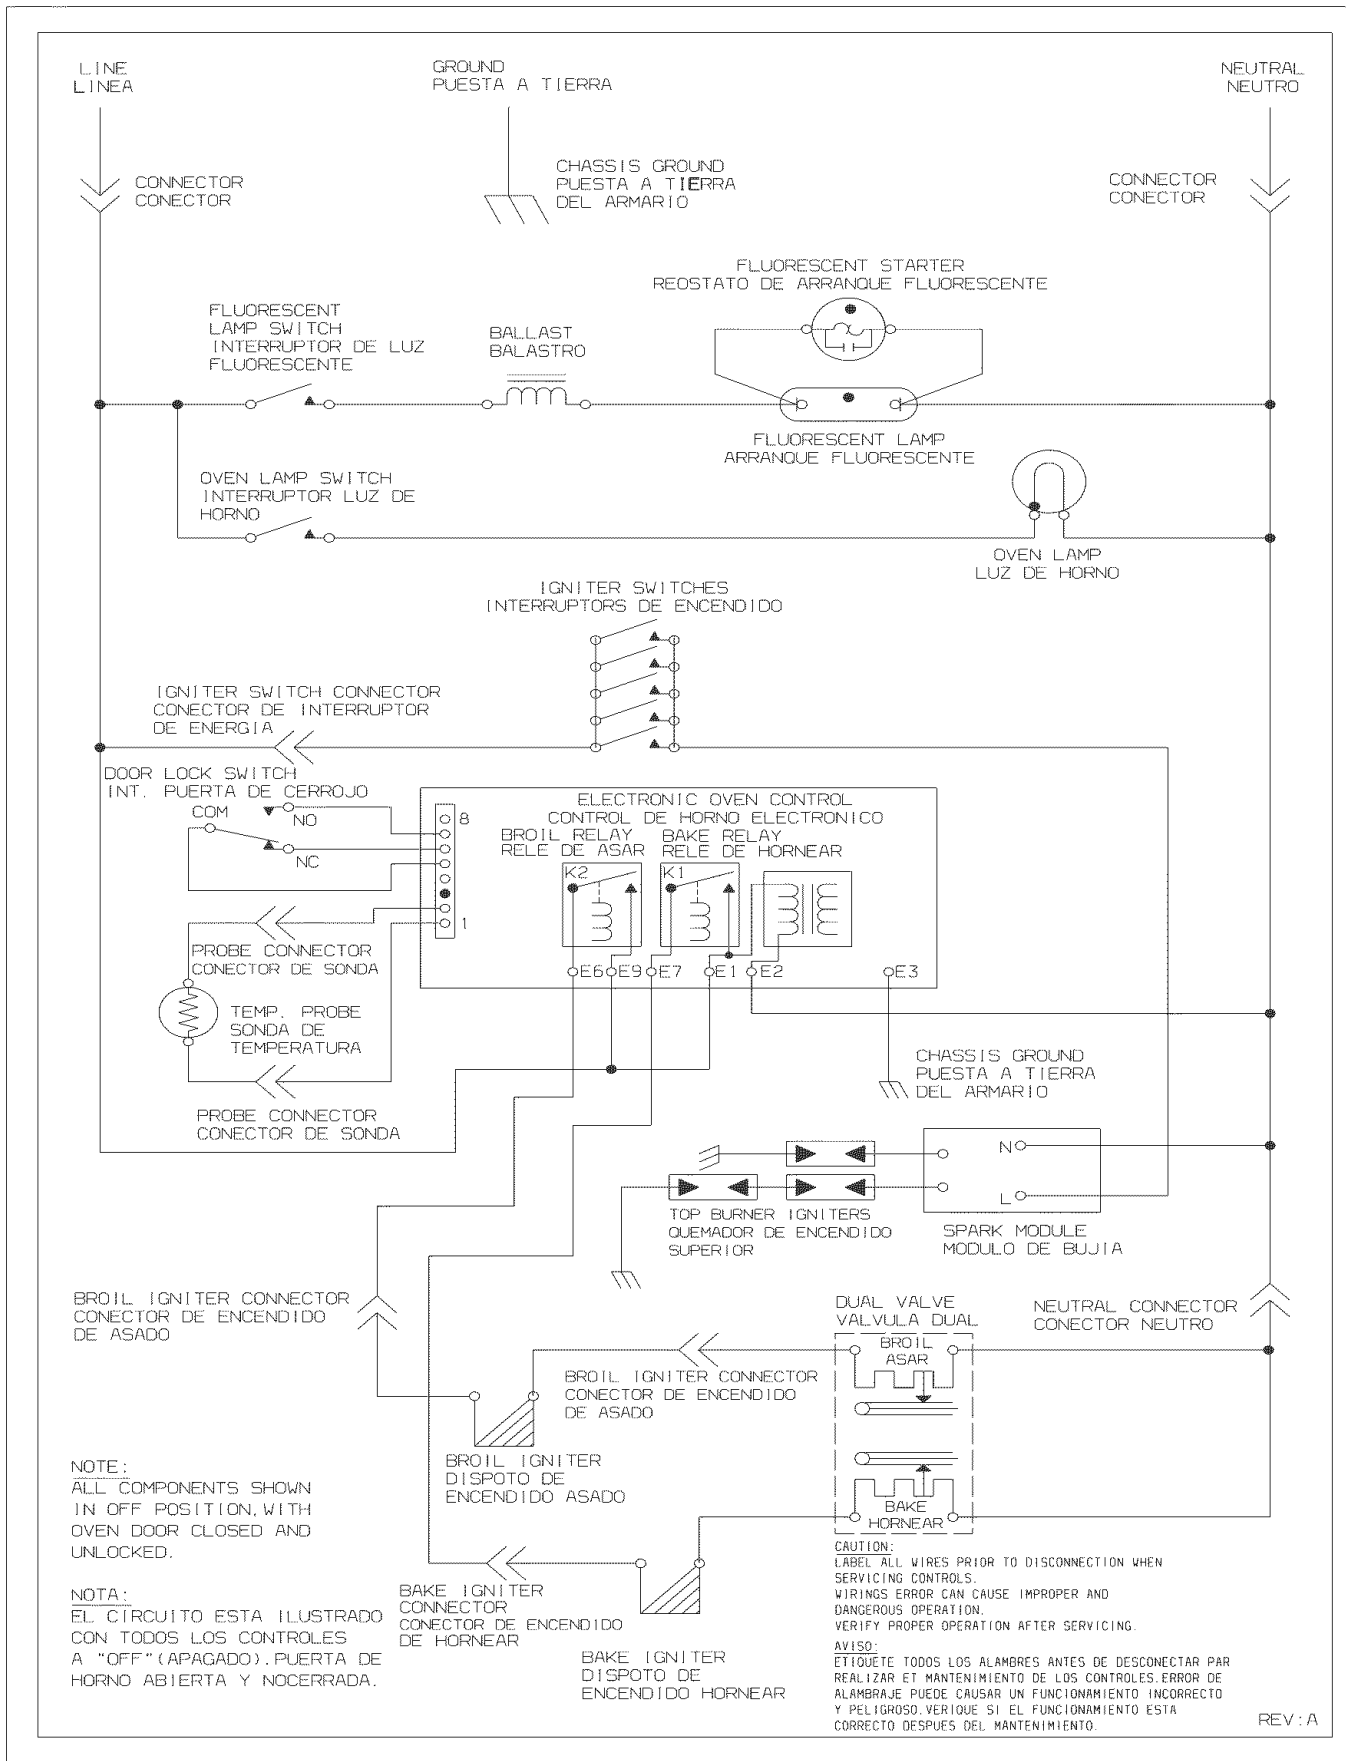 LINE
LINEA
GROUND
PUESTA A TIERRA
NEUTRAL
NEUTRO
CONNECTOR
CONECTOR
CHASSIS GROUND
PUESTA A TIERRA
DEL ARMARIO
CONNECTOR
CONECTOR
FLUORESCENT STARTER
REOSTATO DE ARRANQUE FLUORESCENTE
FLUORESCENT
LAMP SWITCH
INTERRUPTOR DE LUZ
FLUORESCENTE
BALLAST
BALASTRO
FLUORESCENT LAMP
ARRANQUE FLUORESCENTE
OVEN LAMP SWITCH
INTERRUPTOR LUZ DE
HORNO
OVEN LAMP
LUZ DE HORNO
IGNITER SWITCHES
INTERRUPTORS DE ENCENDIDO
IGNITER SWITCH CONNECTOR
CONECTOR DE INTERRUPTOR
DE ENERGIA
DOOR LOCK SWITCH
INT. PUERTA DE CERROJO
COM
NO
NC
8
1
ELECTRONIC OVEN CONTROL
CONTROL DE HORNO ELECTRONICO
BROIL RELAY
RELE DE ASAR
BAKE RELAY
RELE DE HORNEAR
K2
K1
E6
E9
E7
E1
E2
E3
PROBE CONNECTOR
CONECTOR DE SONDA
TEMP. PROBE
SONDA DE
TEMPERATURA
PROBE CONNECTOR
CONECTOR DE SONDA
CHASSIS GROUND
PUESTA A TIERRA
DEL ARMARIO
N
L
TOP BURNER IGNITERS
QUEMADOR DE ENCENDIDO
SUPERIOR
SPARK MODULE
MODULO DE BUJIA
BROIL IGNITER CONNECTOR
CONECTOR DE ENCENDIDO
DE ASADO
DUAL VALVE
VALVULA DUAL
BROIL
ASAR
NEUTRAL CONNECTOR
CONECTOR NEUTRO
BROIL IGNITER CONNECTOR
CONECTOR DE ENCENDIDO
DE ASADO
BROIL IGNITER
DISPOTO DE
ENCENDIDO ASADO
BAKE
HORNEAR
NOTE:
ALL COMPONENTS SHOWN
IN OFF POSITION, WITH
OVEN DOOR CLOSED AND
UNLOCKED.
NOTA:
EL CIRCUITO ESTA ILUSTRADO
CON TODOS LOS CONTROLES
A "OFF" (APAGADO). PUERTA DE
HORNO ABIERTA Y NOCERRADA.
BAKE IGNITER
CONNECTOR
CONECTOR DE ENCENDIDO
DE HORNEAR
BAKE IGNITER
DISPOTO DE
ENCENDIDO HORNEAR
CAUTION:
LABEL ALL WIRES PRIOR TO DISCONNECTION WHEN
SERVICING CONTROLS.
WIRINGS ERROR CAN CAUSE IMPROPER AND
DANGEROUS OPERATION.
VERIFY PROPER OPERATION AFTER SERVICING.
AVISO:
ETIQUETE TODOS LOS ALAMBRES ANTES DE DESCONECTAR PAR
REALIZAR ET MANTENIMIENTO DE LOS CONTROLES. ERROR DE
ALAMBRAJE PUEDE CAUSAR UN FUNCIONAMIENTO INCORRECTO
Y PELIGROSO. VERIQUE SI EL FUNCIONAMIENTO ESTA
CORRECTO DESPUES DEL MANTENIMIENTO.
REV: A